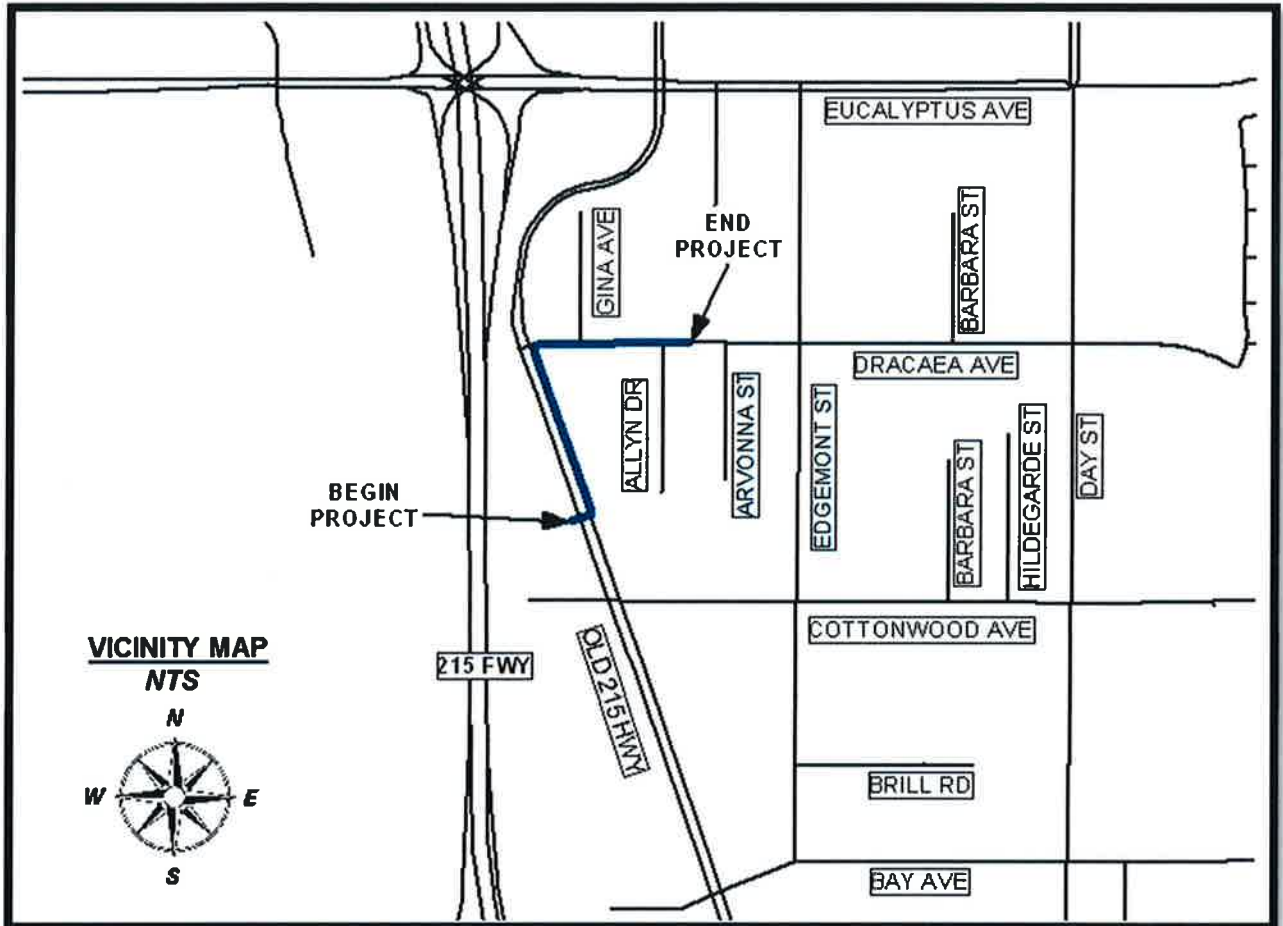 EUCALYPTUS AVE
END
PROJECT
GINA AVE
BARBARA ST
DRACAEA AVE
ALLYN DR
ARVONNA ST
EDGEMONT ST
BARBARA ST
HILDEGARDE ST
DAY ST
BEGIN
PROJECT
COTTONWOOD AVE
OLD 215 HWY
215 FWY
VICINITY MAP
NTS
N
W
E
S
BRILL RD
BAY AVE